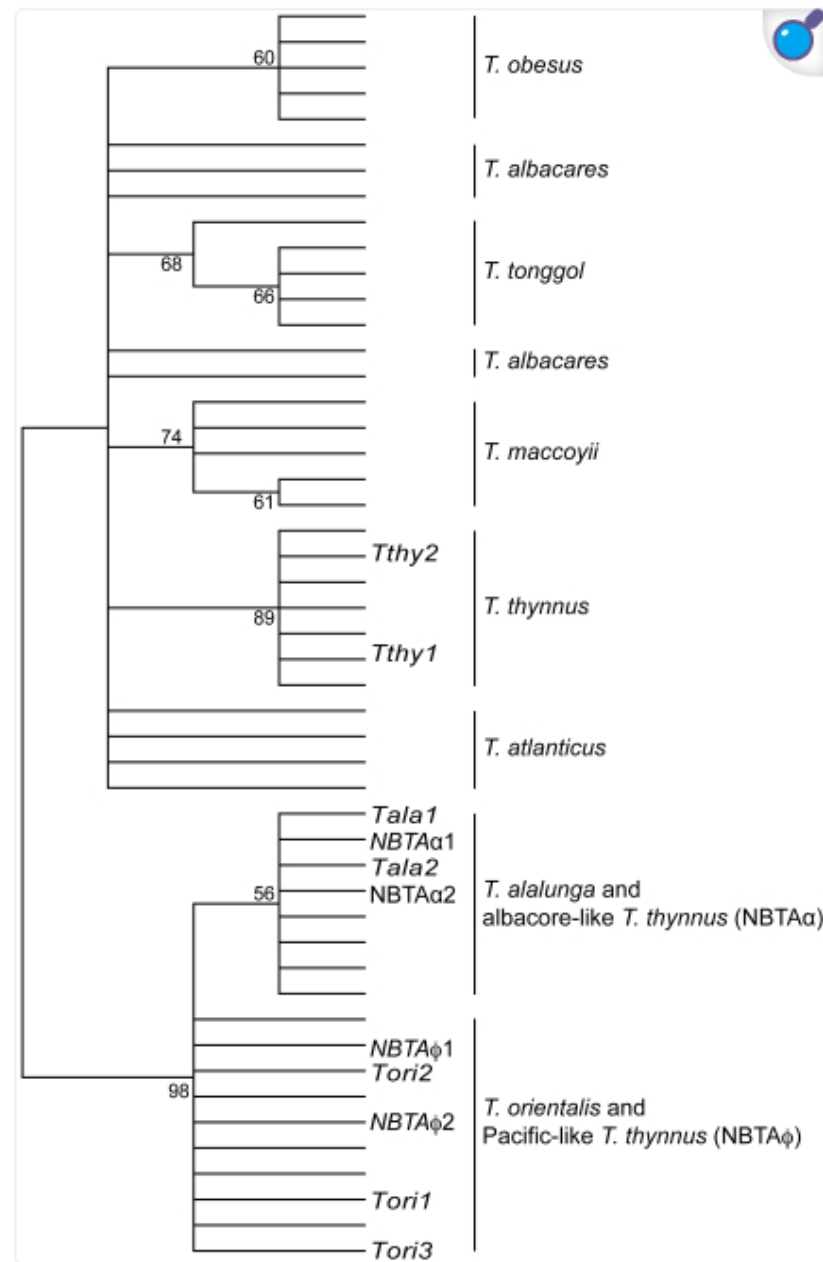 60
T. obesus
T. albacares
68
T. tonggol
66
T. albacares
74
T. maccoyii
61
Tthy2
T. thynnus
89
Tthy1
T. atlanticus
Tala1
NBTAα1
Tala2
56
NBTAα2
T. alalunga and
albacore-like T. thynnus (NBTAα)
NBTAϕ1
Tori2
98
NBTAϕ2
T. orientalis and
Pacific-like T. thynnus (NBTAϕ)
Tori1
Tori3